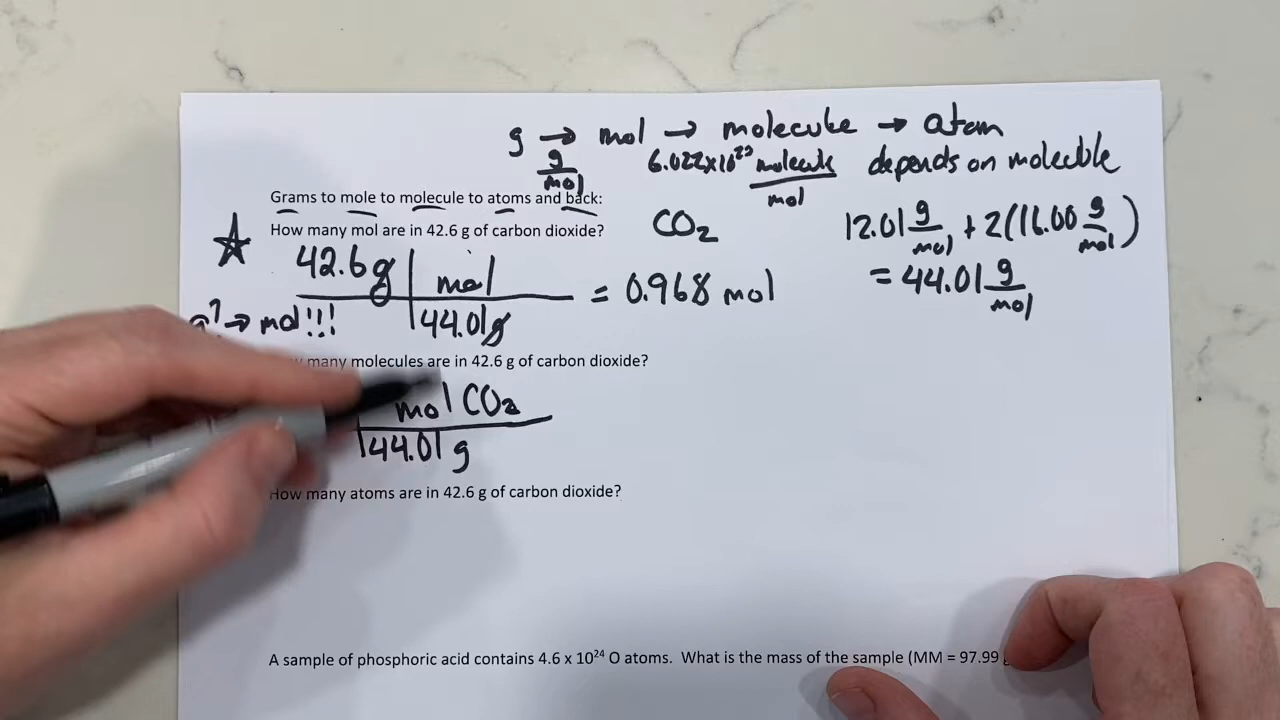 g → mol → molecule → atom
g/mol 6.022x10²³ molecule/mol depends on molecule
Grams to mole to molecule to atoms and back:
How many mol are in 42.6 g of carbon dioxide? CO₂ 12.01 g/mol + 2(16.00 g/mol)
= 44.01 g/mol
42.6g | mol = 0.968 mol
44.01g
g? → mol!!!
many molecules are in 42.6 g of carbon dioxide?
mol CO₂
44.01 g
How many atoms are in 42.6 g of carbon dioxide?
A sample of phosphoric acid contains 4.6 x 10²⁴ O atoms. What is the mass of the sample (MM = 97.99